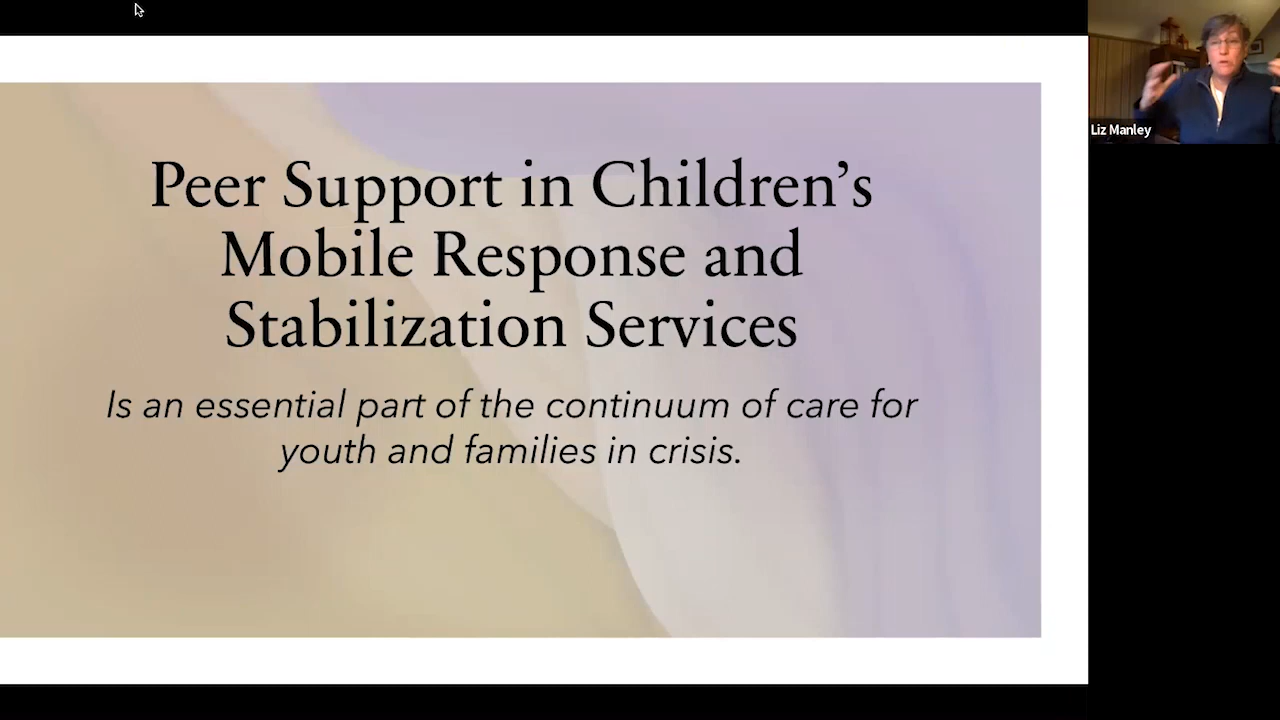 Peer Support in Children’s
Mobile Response and
Stabilization Services
Is an essential part of the continuum of care for
youth and families in crisis.
Liz Manley